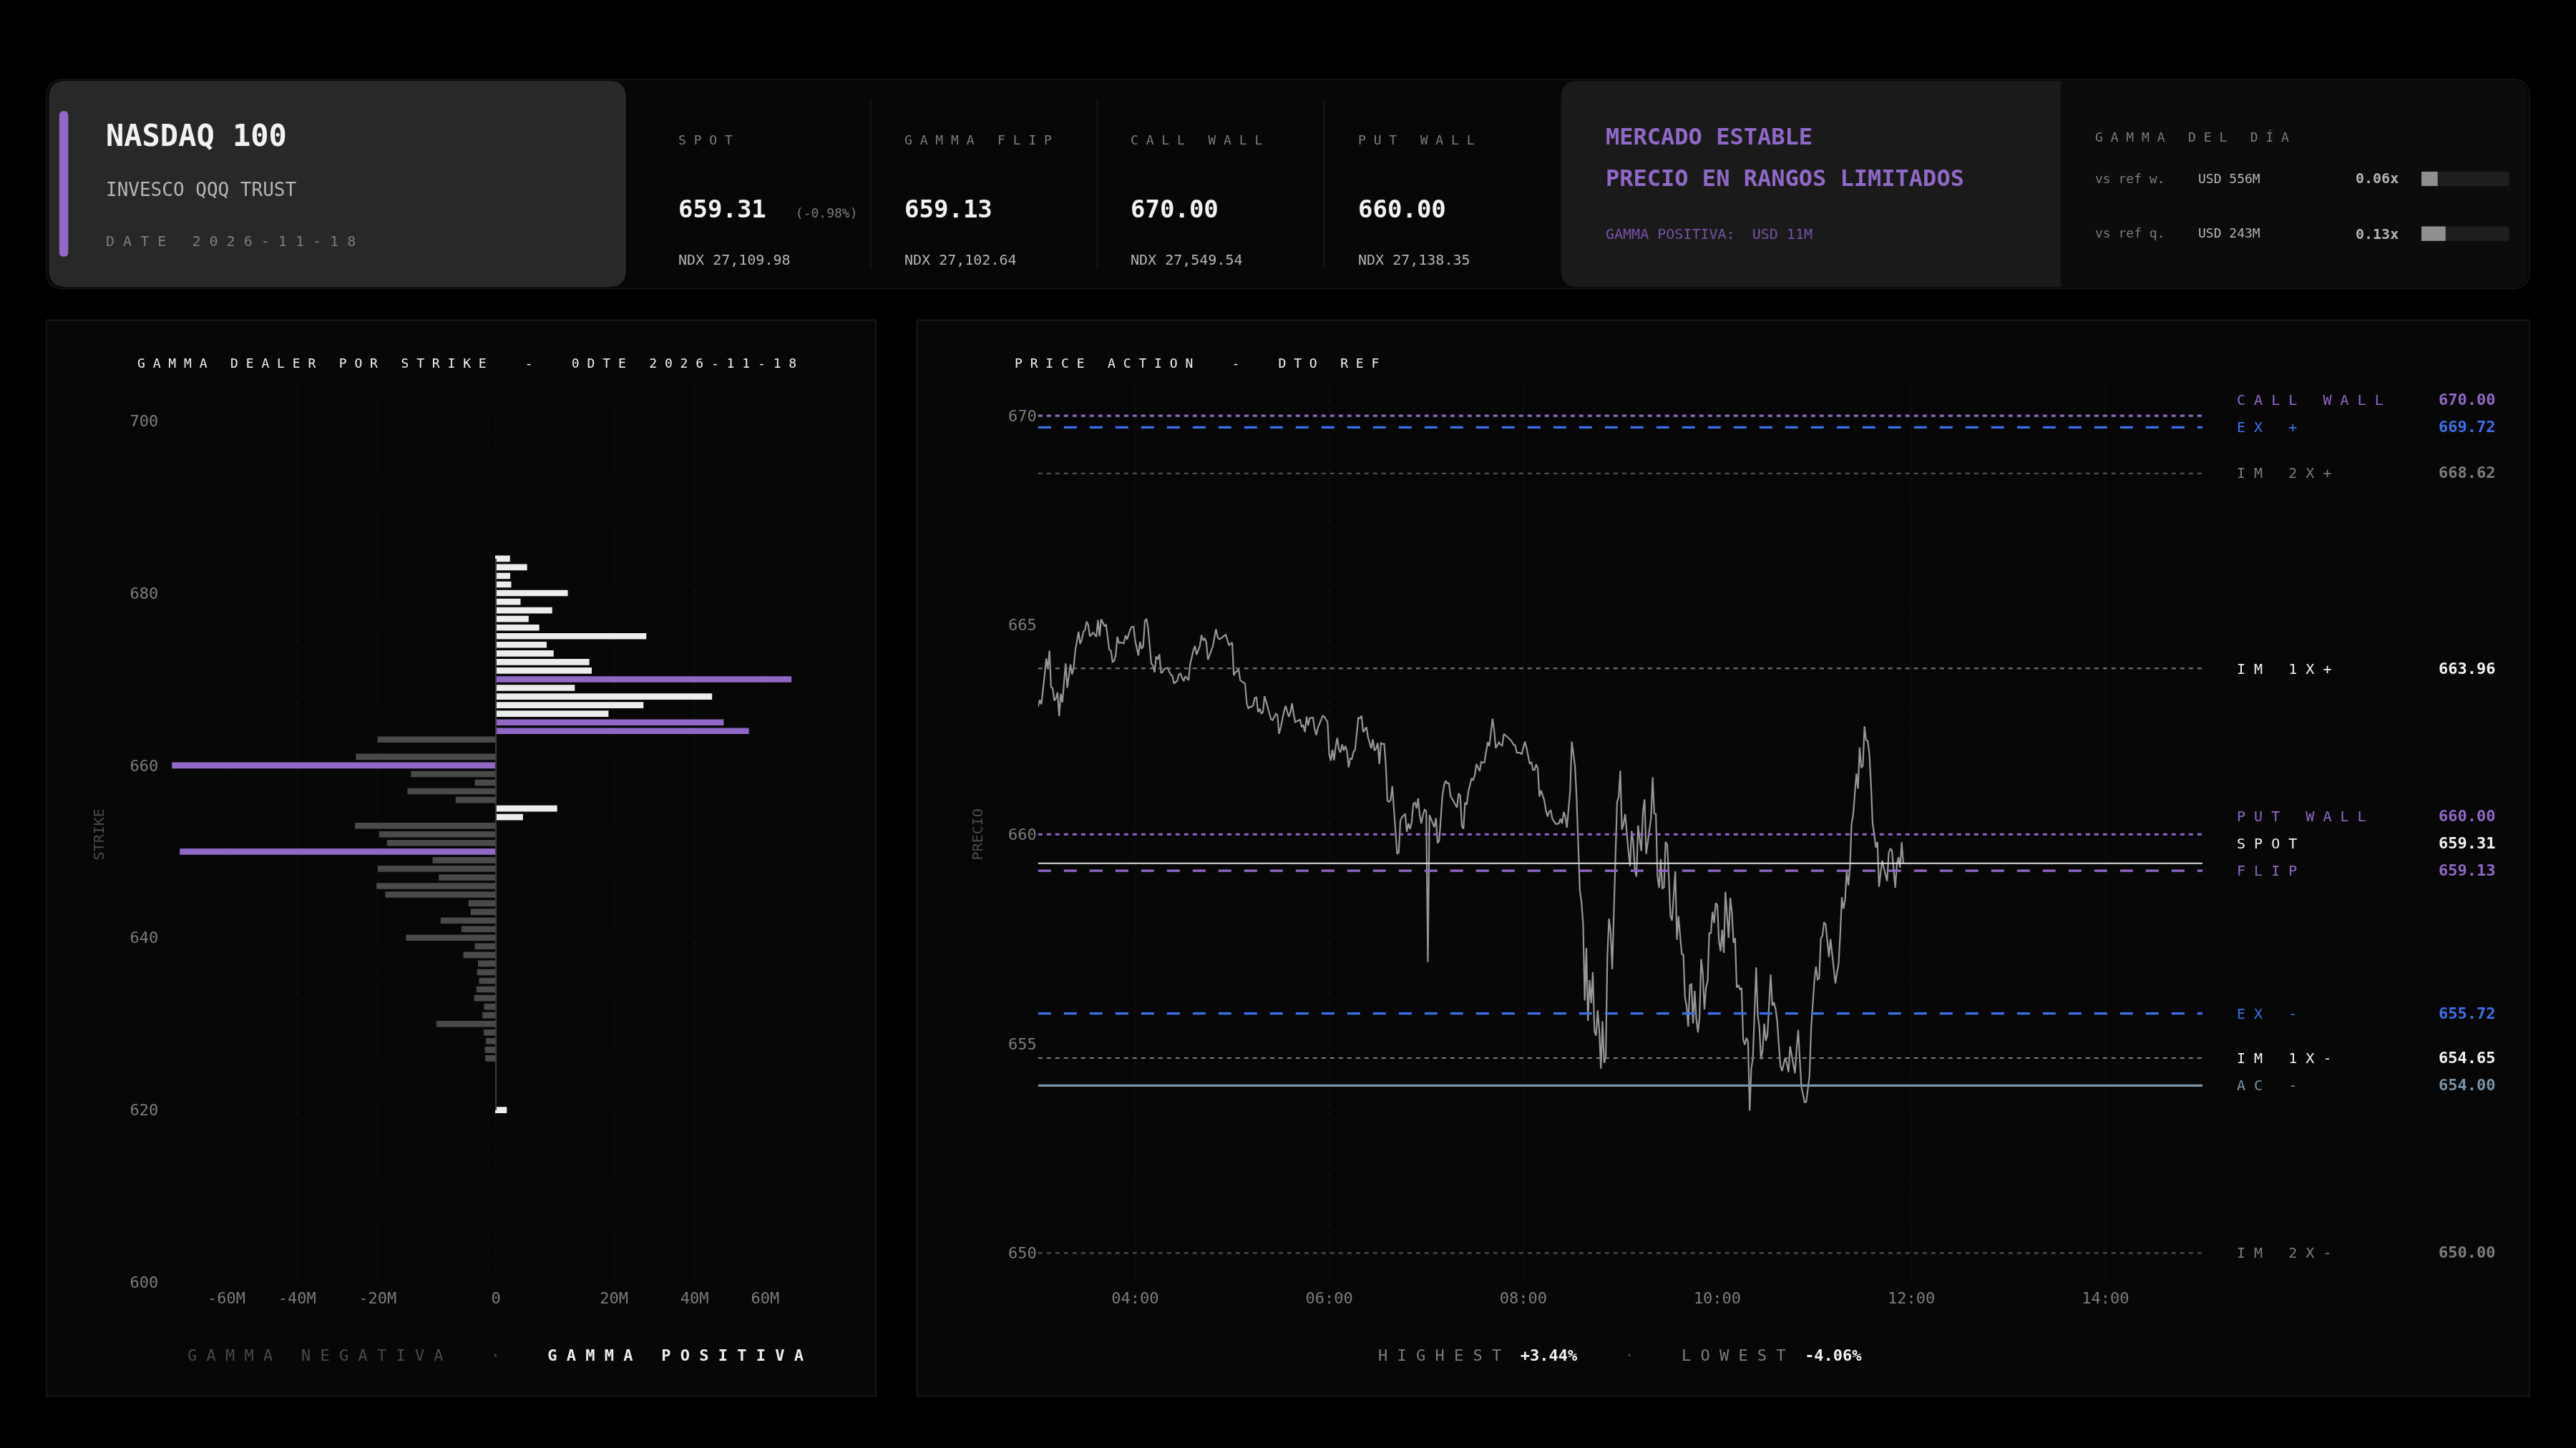 NASDAQ 100
INVESCO QQQ TRUST
DATE 2026-11-18
SPOT
659.31 (-0.98%)
NDX 27,109.98
GAMMA FLIP
659.13
NDX 27,102.64
CALL WALL
670.00
NDX 27,549.54
PUT WALL
660.00
NDX 27,138.35
MERCADO ESTABLE
PRECIO EN RANGOS LIMITADOS
GAMMA POSITIVA: USD 11M
GAMMA DEL DÍA
vs ref w. USD 556M 0.06x
vs ref q. USD 243M 0.13x
GAMMA DEALER POR STRIKE - 0DTE 2026-11-18
700
680
660
640
620
600
STRIKE
-60M -40M -20M 0 20M 40M 60M
GAMMA NEGATIVA · GAMMA POSITIVA
PRICE ACTION - DTO REF
670
665
660
655
650
PRECIO
CALL WALL 670.00
EX + 669.72
IM 2X+ 668.62
IM 1X+ 663.96
PUT WALL 660.00
SPOT 659.31
FLIP 659.13
EX - 655.72
IM 1X- 654.65
AC - 654.00
IM 2X- 650.00
04:00 06:00 08:00 10:00 12:00 14:00
HIGHEST +3.44% · LOWEST -4.06%